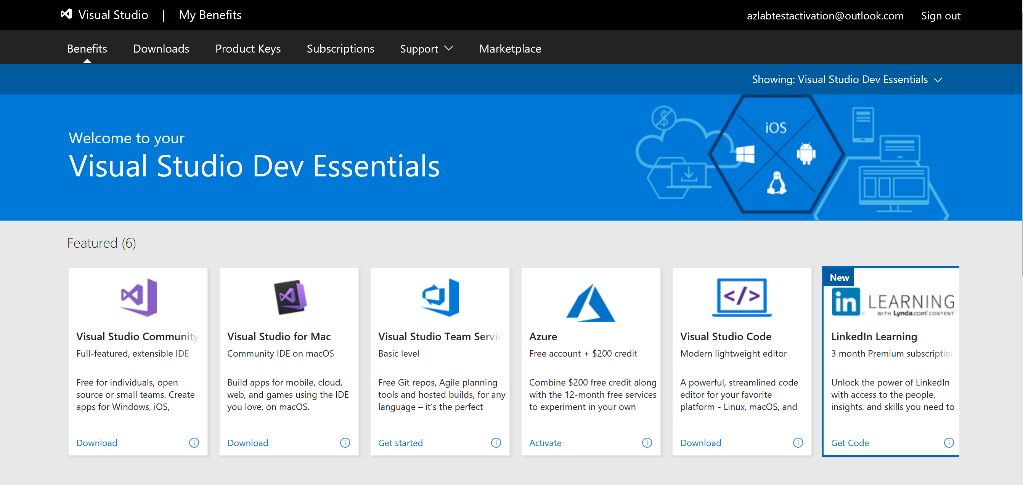 Visual Studio | My Benefits
azlabtestactivation@outlook.com Sign out
Benefits Downloads Product Keys Subscriptions Support Marketplace
Showing: Visual Studio Dev Essentials
Welcome to your
Visual Studio Dev Essentials
iOS
Featured (6)
Visual Studio Community
Full-featured, extensible IDE
Free for individuals, open
source or small teams. Create
apps for Windows, iOS,
Download
Visual Studio for Mac
Community IDE on macOS
Build apps for mobile, cloud,
web, and games using the IDE
you love, on macOS.
Download
Visual Studio Team Servic
Basic level
Free Git repos, Agile planning
tools and hosted builds, for any
language – it's the perfect
Get started
Azure
Free account + $200 credit
Combine $200 free credit along
with the 12-month free services
to experiment in your own
Activate
</>
Visual Studio Code
Modern lightweight editor
A powerful, streamlined code
editor for your favorite
platform - Linux, macOS, and
Download
New
in LEARNING
WITH Lynda.com CONTENT
LinkedIn Learning
3 month Premium subscription
Unlock the power of LinkedIn
with access to the people,
insights, and skills you need to
Get Code